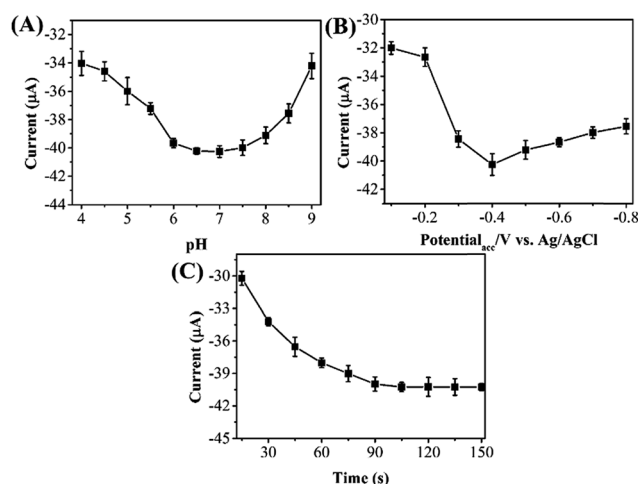 (A)
-32
-34
-36
-38
-40
-42
-44
Current (μA)
4 5 6 7 8 9
pH
(B)
-30
-32
-34
-36
-38
-40
-42
Current (μA)
-0.2 -0.4 -0.6 -0.8
Potentialacc/V vs. Ag/AgCl
(C)
-30
-33
-36
-39
-42
-45
Current (μA)
30 60 90 120 150
Time (s)